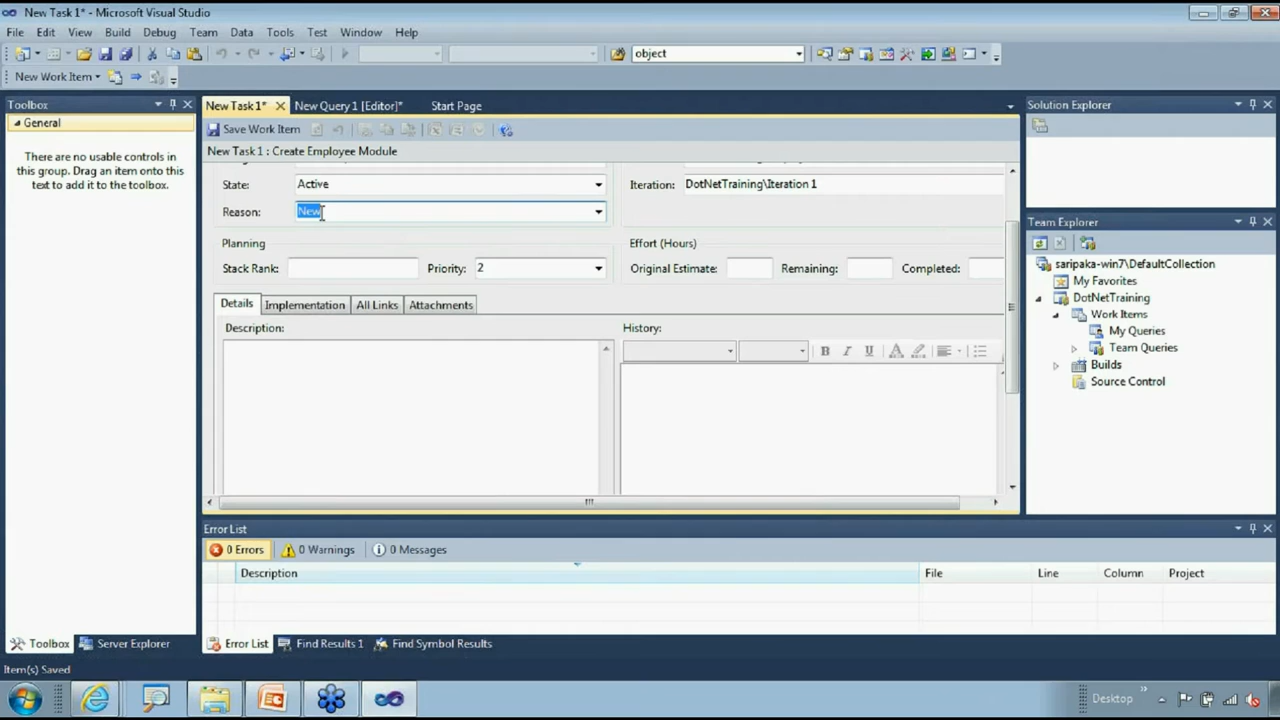 New Task 1* - Microsoft Visual Studio
File Edit View Build Debug Team Data Tools Test Window Help
object
New Work Item
Toolbox
General
There are no usable controls in
this group. Drag an item onto this
text to add it to the toolbox.
New Task 1* New Query 1 [Editor]* Start Page
Save Work Item
New Task 1 : Create Employee Module
State: Active
Iteration: DotNetTraining\Iteration 1
Reason: New
Planning
Effort (Hours)
Stack Rank: Priority: 2
Original Estimate: Remaining: Completed:
Details Implementation All Links Attachments
Description:
History:
B I U A
Solution Explorer
Team Explorer
saripaka-win7\DefaultCollection
My Favorites
DotNetTraining
Work Items
My Queries
Team Queries
Builds
Source Control
Error List
0 Errors 0 Warnings 0 Messages
Description File Line Column Project
Toolbox Server Explorer
Error List Find Results 1 Find Symbol Results
Item(s) Saved
Desktop